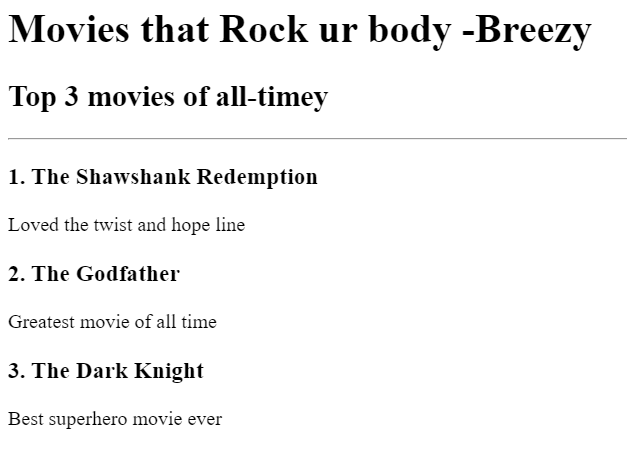 Movies that Rock ur body -Breezy
Top 3 movies of all-timey
1. The Shawshank Redemption
Loved the twist and hope line
2. The Godfather
Greatest movie of all time
3. The Dark Knight
Best superhero movie ever